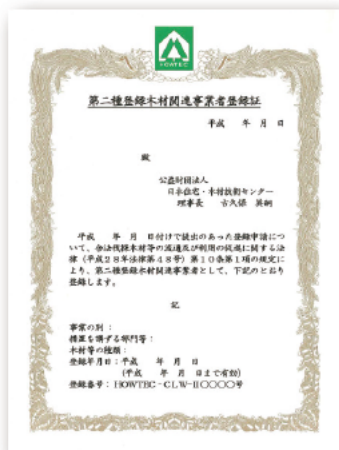 HOWTEC
第二種登録木材関連事業者登録証
平成　年　月　日
殿
公益財団法人
日本住宅・木材技術センター
理事長　古久保　英嗣
平成　年　月　日付けで提出のあった登録申請につ
いて、合法伐採木材等の流通及び利用の促進に関する法
律（平成２８年法律第４８号）第１０条第１項の規定に
より、第二種登録木材関連事業者として、下記のとおり
登録します。
記
事業の別：
措置を講ずる部門等：
木材等の種類：
登録年月日：平成　年　月　日
(平成　年　月　日まで有効)
登録番号：HOWTEC-CLW-II〇〇〇〇号